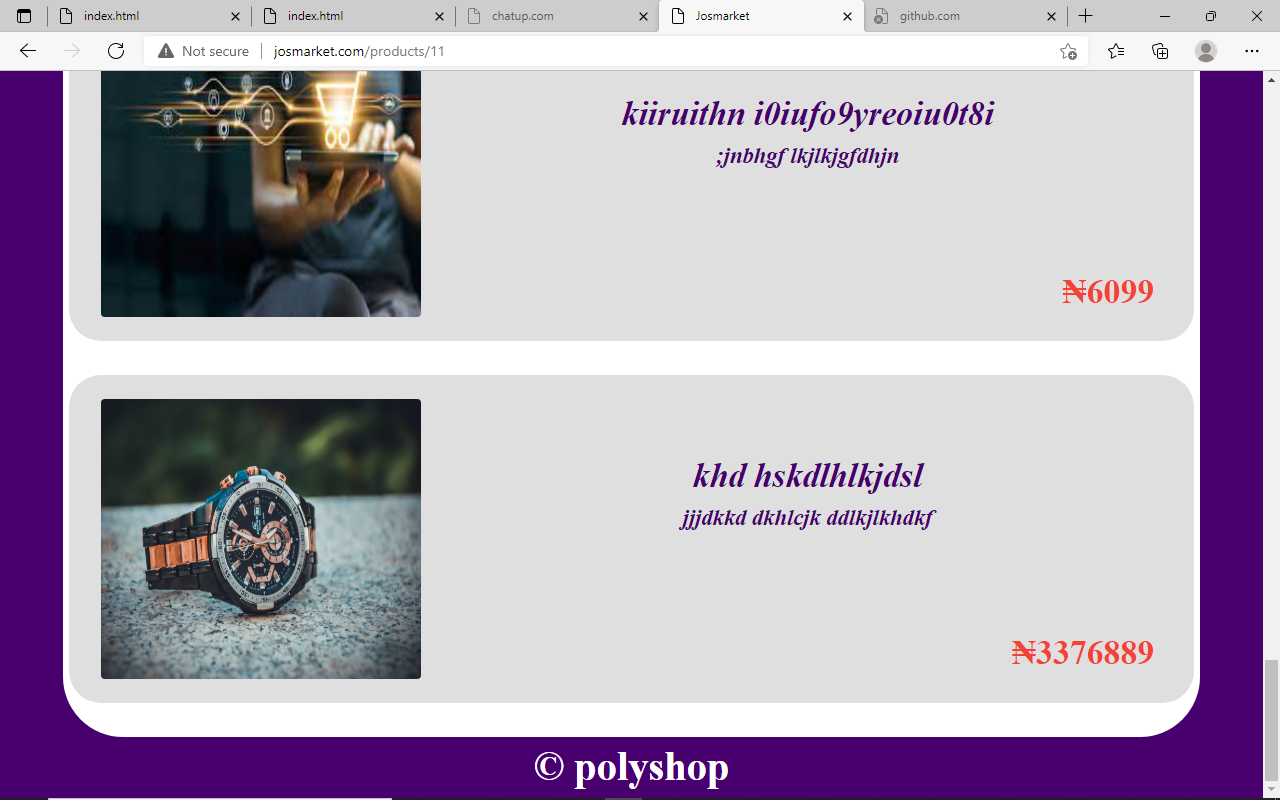 index.html
index.html
chatup.com
Josmarket
github.com
Not secure
josmarket.com/products/11
kiiruithn i0iufo9yreoiu0t8i
;jnbhgf lkjlkjgfdhjn
₦6099
khd hskdlhlkjdsl
jjjdkkd dkhlcjk ddlkjlkhdkf
₦3376889
© polyshop